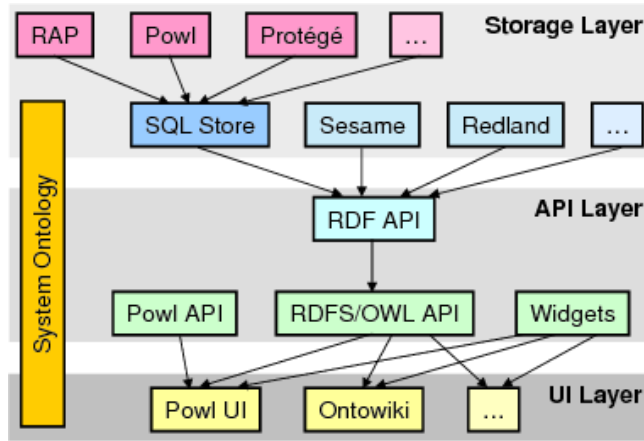 Storage Layer
RAP
Powl
Protégé
...
SQL Store
Sesame
Redland
...
System Ontology
API Layer
RDF API
Powl API
RDFS/OWL API
Widgets
UI Layer
Powl UI
Ontowiki
...